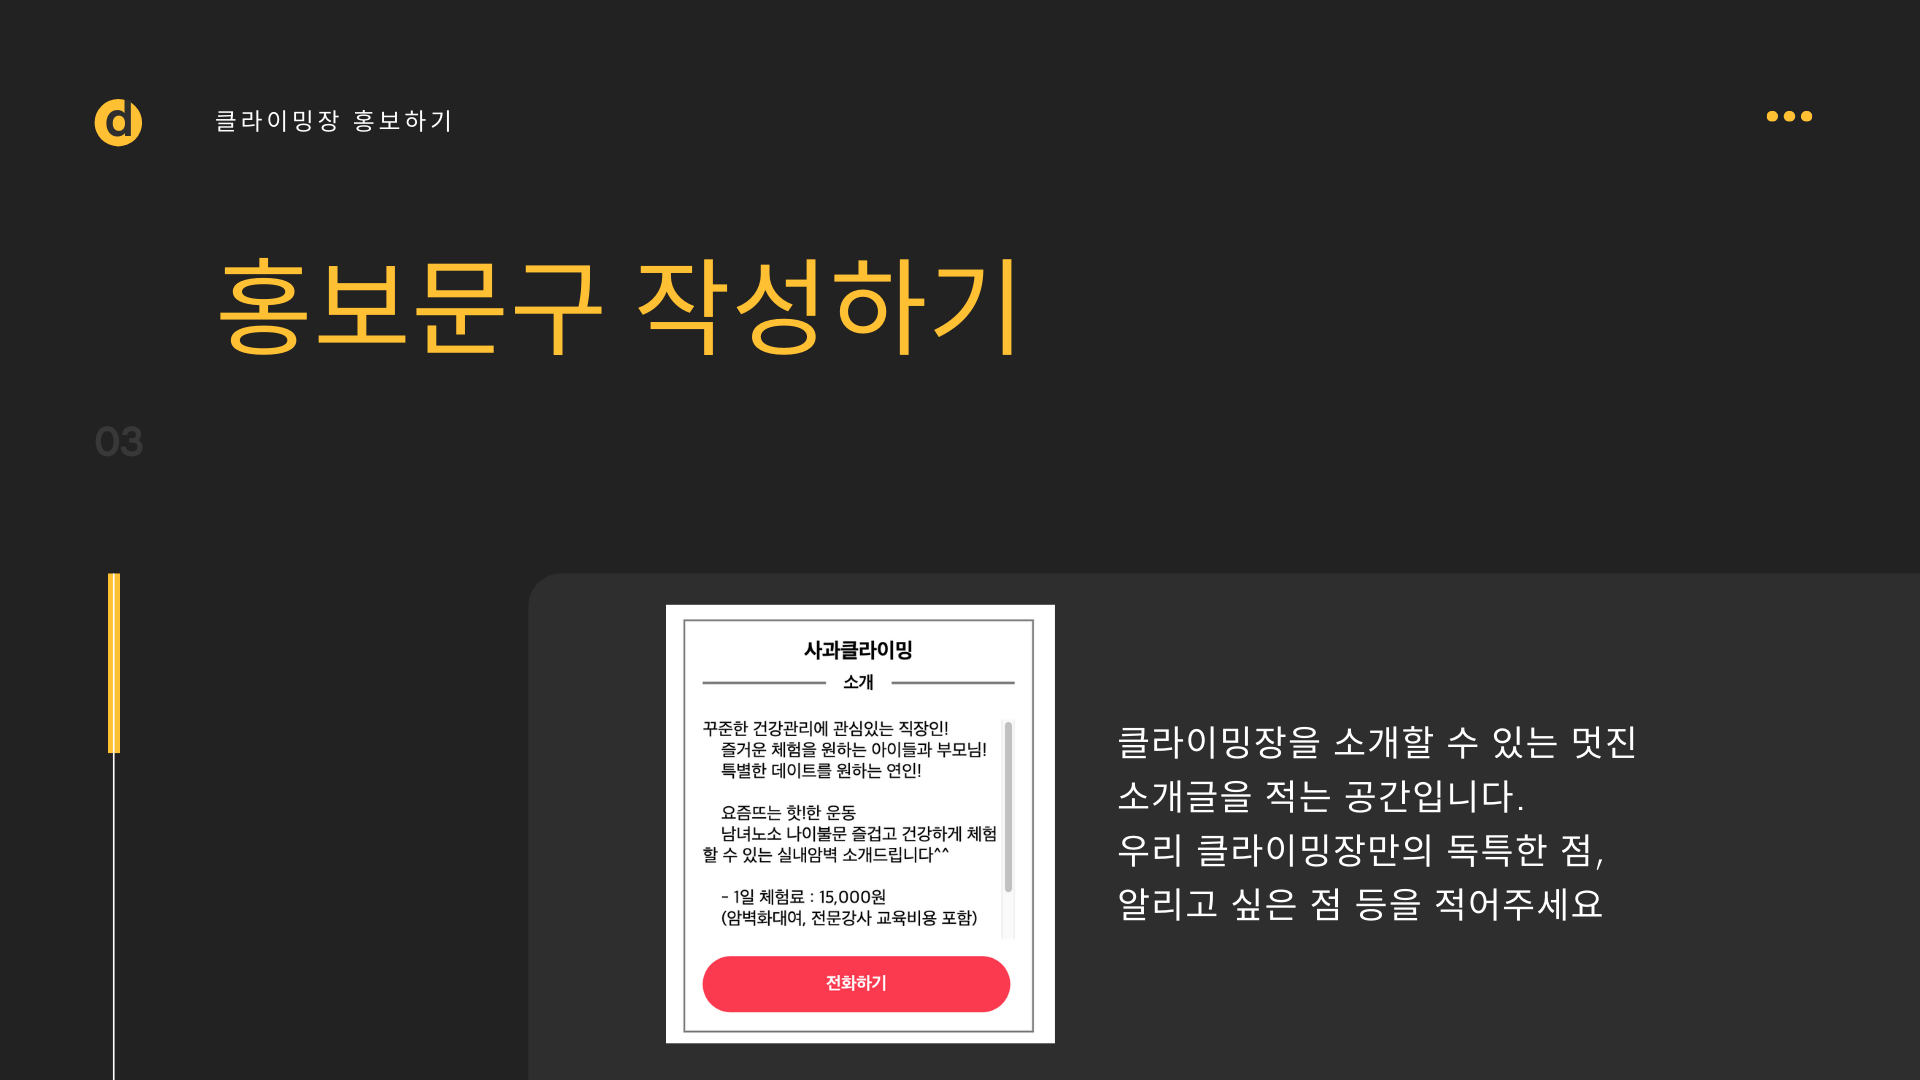 d
클라이밍장 홍보하기
홍보문구 작성하기
03
사과클라이밍
소개
꾸준한 건강관리에 관심있는 직장인!
즐거운 체험을 원하는 아이들과 부모님!
특별한 데이트를 원하는 연인!
요즘뜨는 핫!한 운동
남녀노소 나이불문 즐겁고 건강하게 체험
할 수 있는 실내암벽 소개드립니다^^
- 1일 체험료 : 15,000원
(암벽화대여, 전문강사 교육비용 포함)
전화하기
클라이밍장을 소개할 수 있는 멋진
소개글을 적는 공간입니다.
우리 클라이밍장만의 독특한 점,
알리고 싶은 점 등을 적어주세요